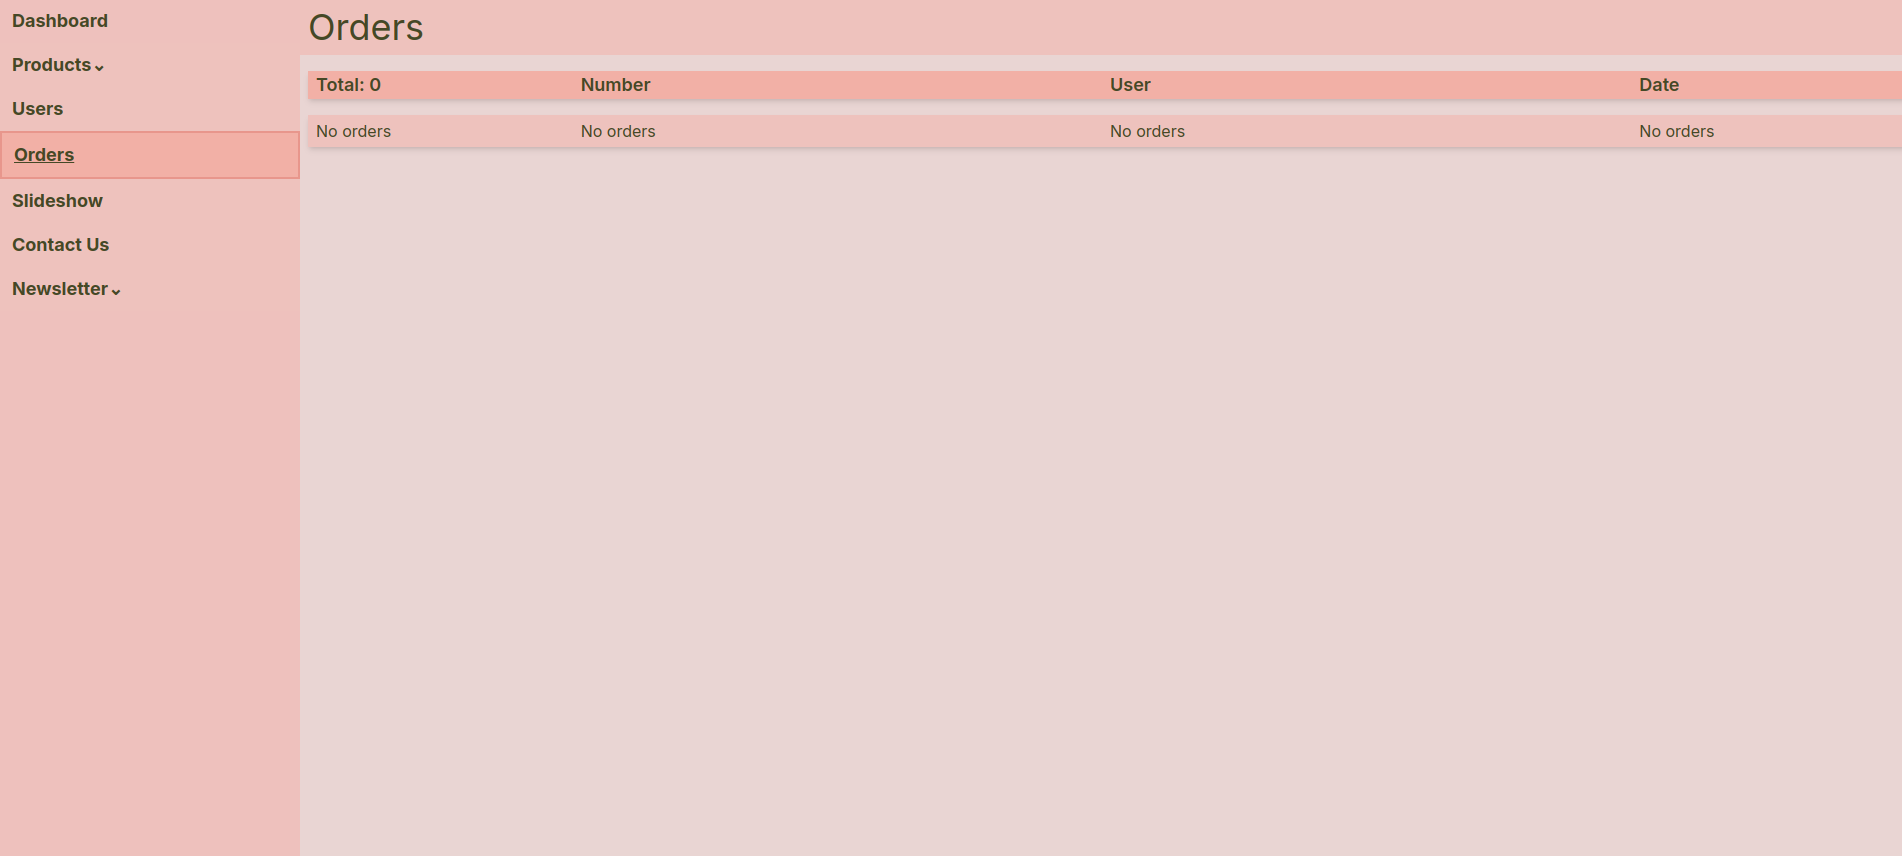 Dashboard
Products
Users
Orders
Slideshow
Contact Us
Newsletter
Orders
Total: 0 Number User Date
No orders No orders No orders No orders